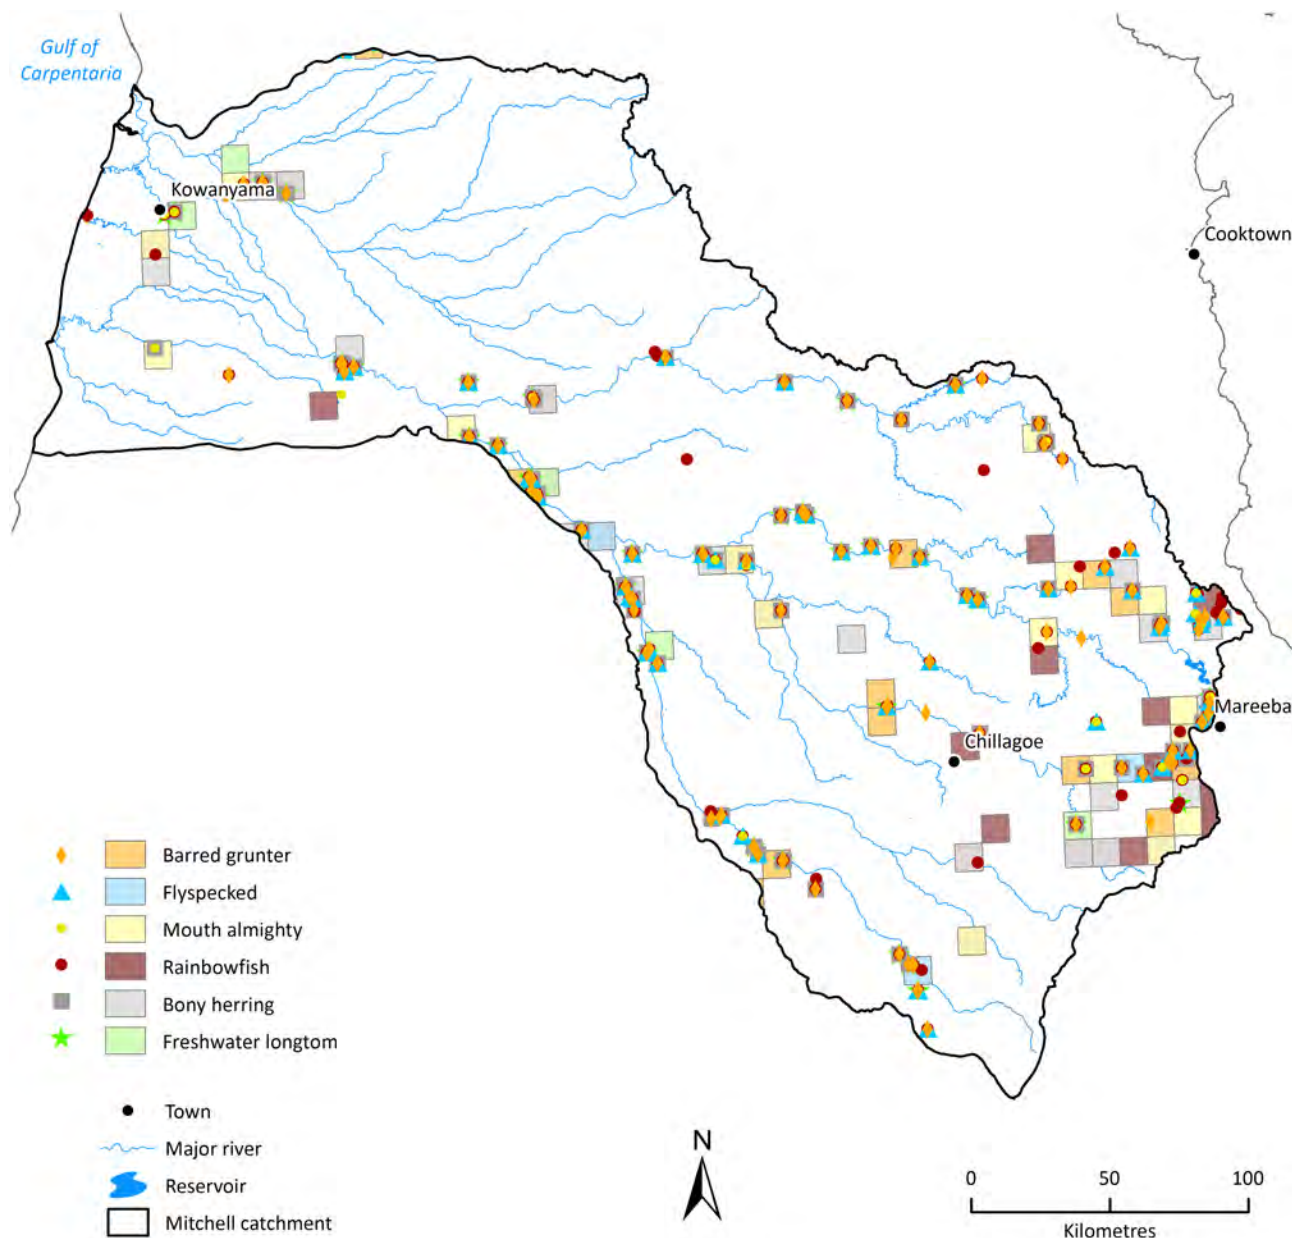 Gulf of
Carpentaria
Kowanyama
Cooktown
Mareeba
Chillagoe
Barred grunter
Flyspecked
Mouth almighty
Rainbowfish
Bony herring
Freshwater longtom
Town
Major river
Reservoir
Mitchell catchment
N
0 50 100
Kilometres